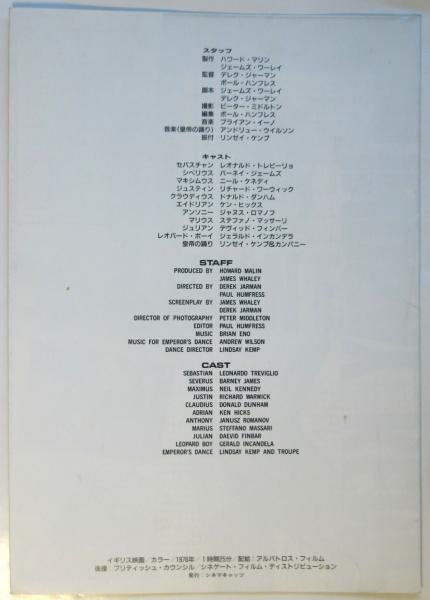 スタッフ
製作 ハワード・マリン
ジェームズ・ワーレイ
監督 デレク・ジャーマン
ポール・ハンフレス
脚本 ジェームズ・ワーレイ
デレク・ジャーマン
撮影 ピーター・ミドルトン
編集 ポール・ハンフレス
音楽 ブライアン・イーノ
音楽(皇帝の踊り) アンドリュー・ウイルソン
振付 リンゼイ・ケンプ
キャスト
セバスチャン レオナルド・トレビーリョ
シベリウス バーネイ・ジェームズ
マキシムウス ニール・ケネディ
ジュスティン リチャード・ワーウィック
クラウディウス ドナルド・ダンハム
エイドリアン ケン・ヒックス
アンソニー ジャヌス・ロマノフ
マリウス ステファノ・マッサーリ
ジュリアン デヴィッド・フィンバー
レオパード・ボーイ ジェラルド・インカンデラ
皇帝の踊り リンゼイ・ケンプ&カンパニー
STAFF
PRODUCED BY HOWARD MALIN
JAMES WHALEY
DIRECTED BY DEREK JARMAN
PAUL HUMFRESS
SCREENPLAY BY JAMES WHALEY
DEREK JARMAN
DIRECTOR OF PHOTOGRAPHY PETER MIDDLETON
EDITOR PAUL HUMFRESS
MUSIC BRIAN ENO
MUSIC FOR EMPEROR'S DANCE ANDREW WILSON
DANCE DIRECTOR LINDSAY KEMP
CAST
SEBASTIAN LEONARDO TREVIGLIO
SEVERUS BARNEY JAMES
MAXIMUS NEIL KENNEDY
JUSTIN RICHARD WARWICK
CLAUDIUS DONALD DUNHAM
ADRIAN KEN HICKS
ANTHONY JANUSZ ROMANOV
MARIUS STEFFANO MASSARI
JULIAN DAEVID FINBAR
LEOPARD BOY GERALD INCANDELA
EMPEROR'S DANCE LINDSAY KEMP AND TROUPE
イギリス映画/カラー/1976年/1時間25分/配給:アルバトロス・フィルム
後援 ブリティッシュ・カウンシル/シネゲート・フィルム・ディストリビューション
発行:シネマキャッツ